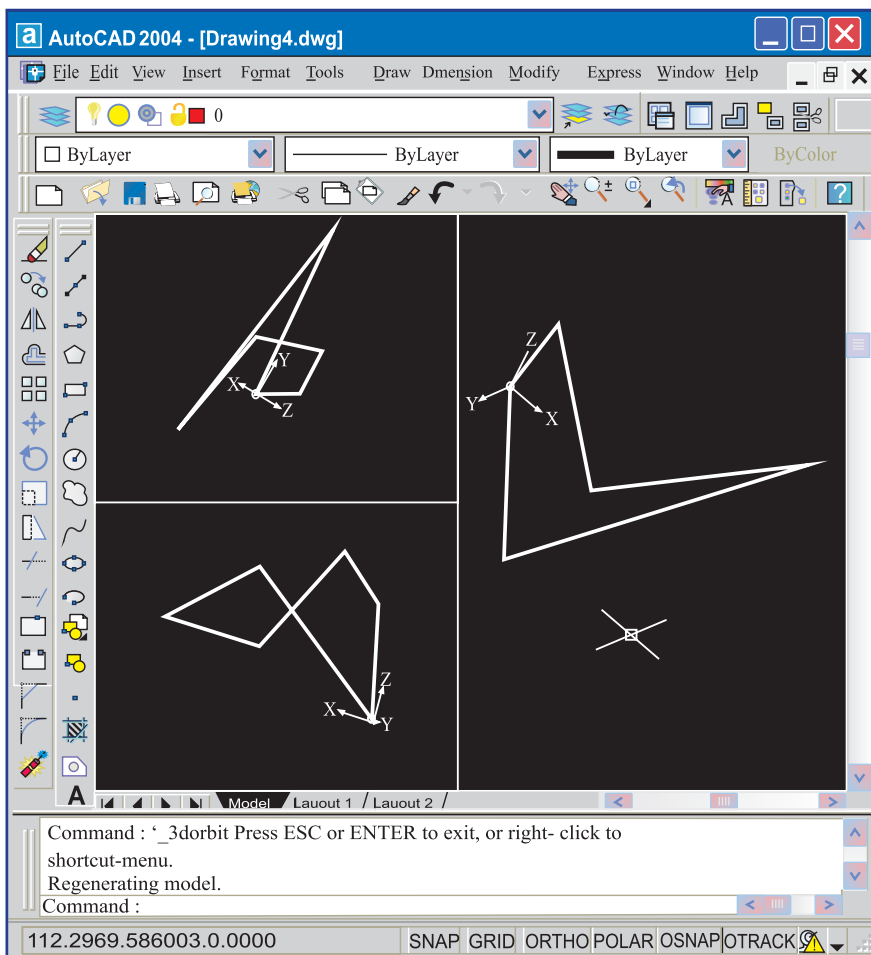 a AutoCAD 2004 - [Drawing4.dwg]
File Edit View Insert Format Tools Draw Dmension Modify Express Window Help
0
ByLayer ByLayer ByLayer ByColor
Y
X
Z
Z
Y
X
Z
X
Y
A
Model Lauout 1 Lauout 2
Command : ‘_3dorbit Press ESC or ENTER to exit, or right- click to
shortcut-menu.
Regenerating model.
Command :
112.2969.586003.0.0000 SNAP GRID ORTHO POLAR OSNAP OTRACK